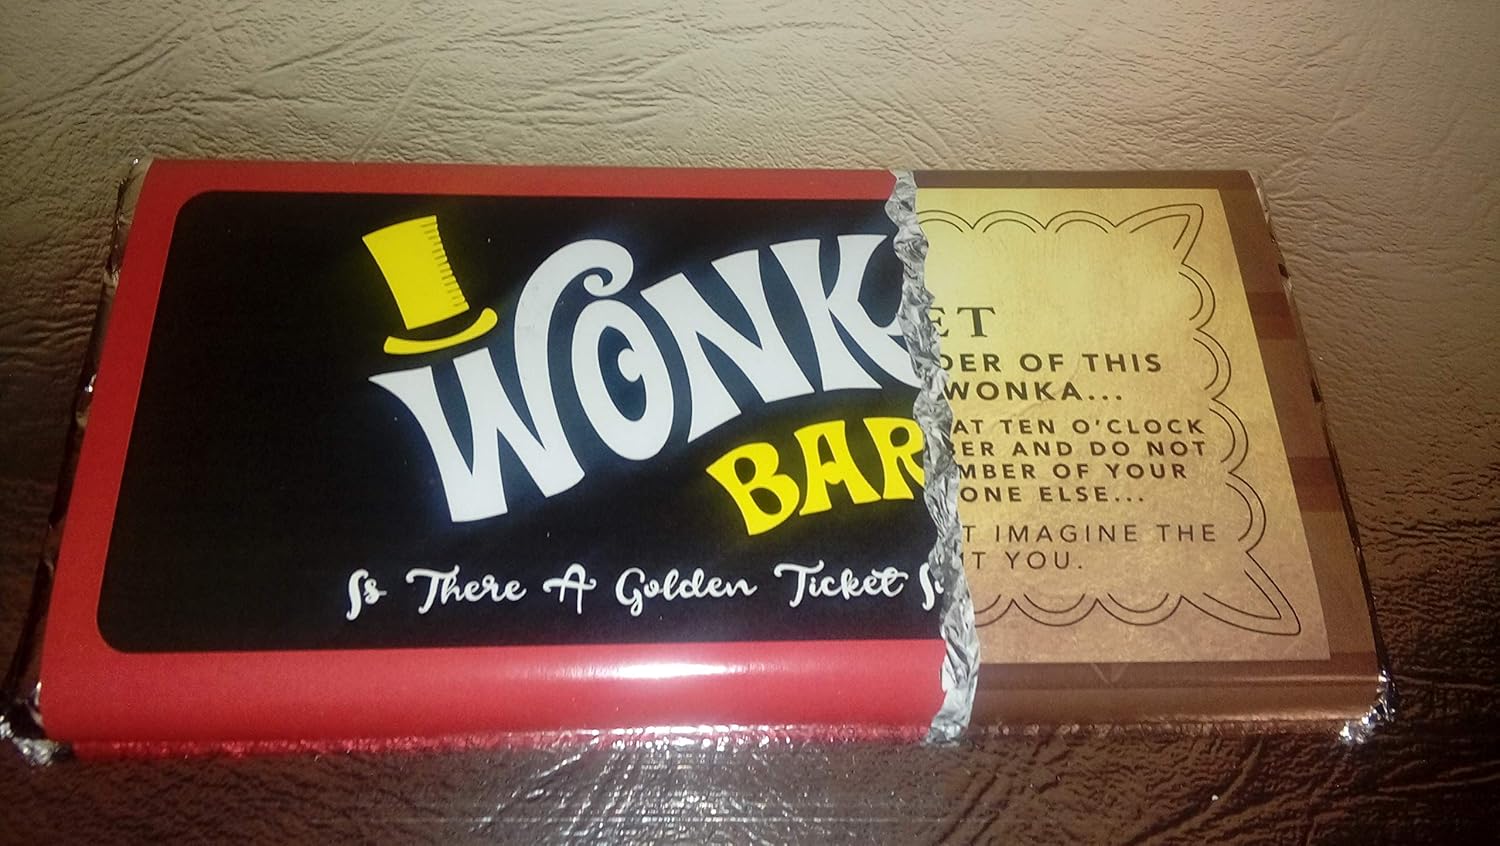 WONK
BAR
Is There A Golden Ticket
ET
DER OF THIS
WONKA...
AT TEN O'CLOCK
BER AND DO NOT
MBER OF YOUR
ONE ELSE...
T IMAGINE THE
IT YOU.